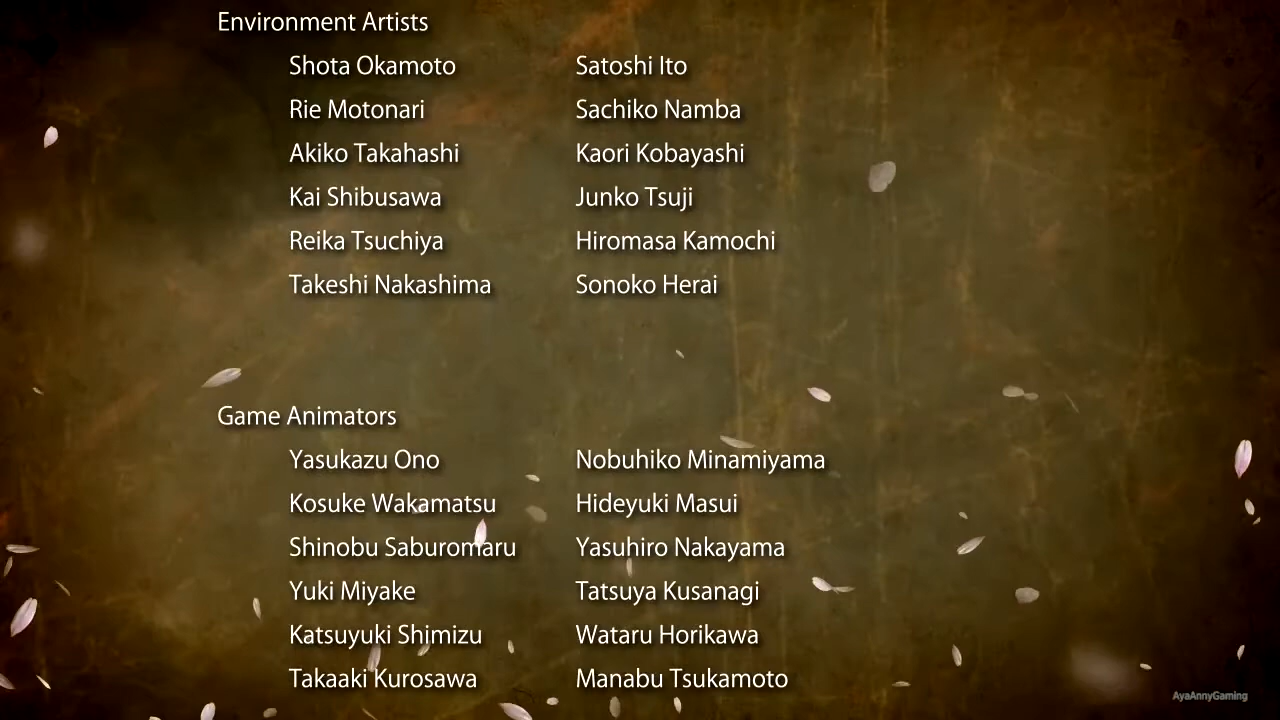 Environment Artists
Shota Okamoto Satoshi Ito
Rie Motonari Sachiko Namba
Akiko Takahashi Kaori Kobayashi
Kai Shibusawa Junko Tsuji
Reika Tsuchiya Hiromasa Kamochi
Takeshi Nakashima Sonoko Herai
Game Animators
Yasukazu Ono Nobuhiko Minamiyama
Kosuke Wakamatsu Hideyuki Masui
Shinobu Saburomaru Yasuhiro Nakayama
Yuki Miyake Tatsuya Kusanagi
Katsuyuki Shimizu Wataru Horikawa
Takaaki Kurosawa Manabu Tsukamoto
AyaAnnyGaming